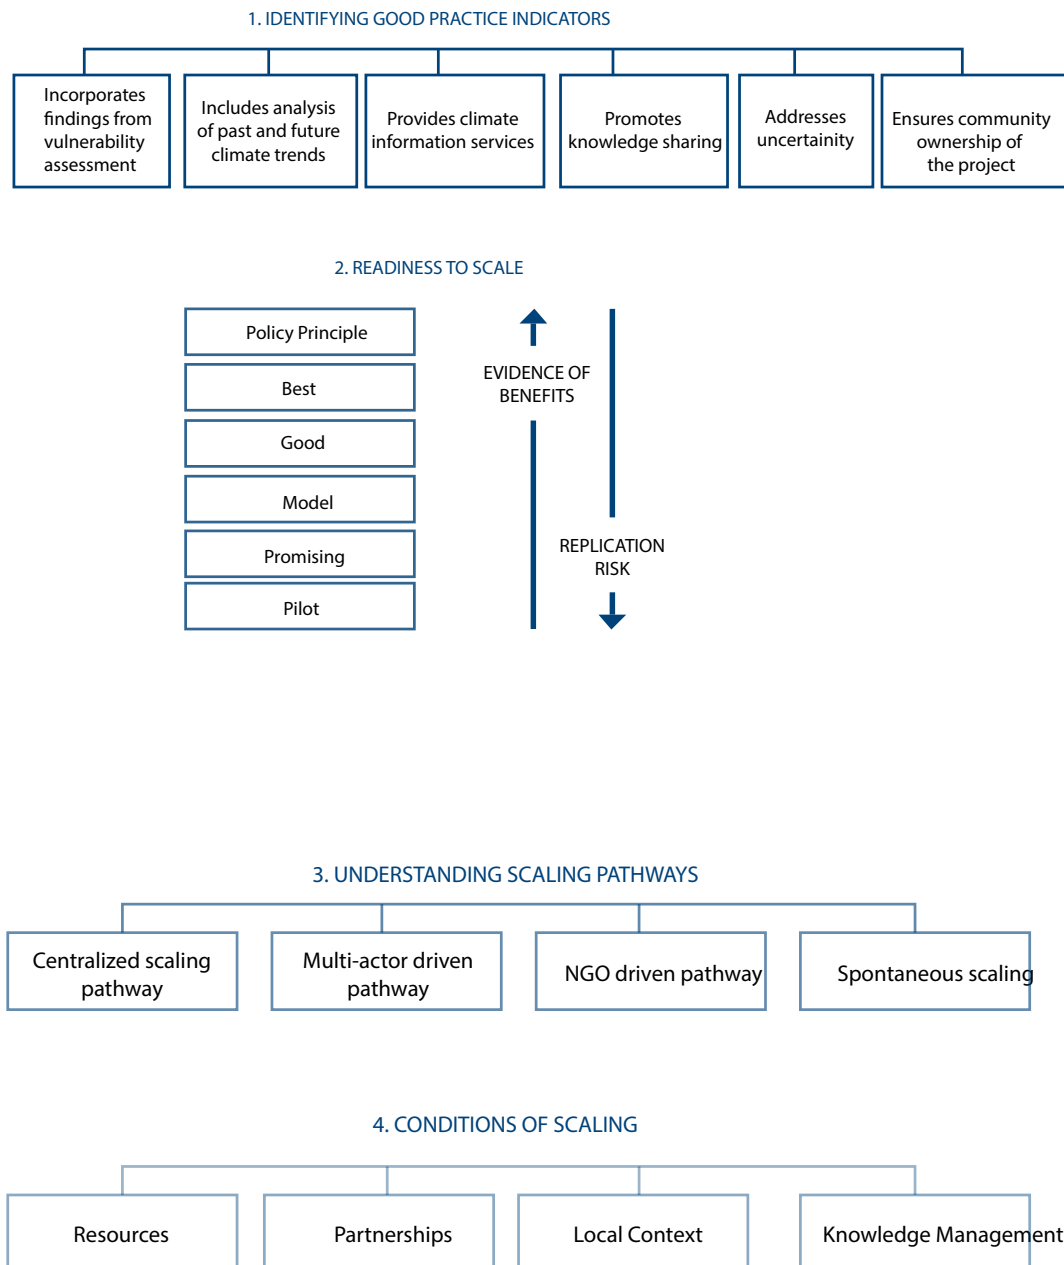 1. IDENTIFYING GOOD PRACTICE INDICATORS
Incorporates
findings from
vulnerability
assessment
Includes analysis
of past and future
climate trends
Provides climate
information services
Promotes
knowledge sharing
Addresses
uncertainity
Ensures community
ownership of
the project
2. READINESS TO SCALE
Policy Principle
Best
Good
Model
Promising
Pilot
EVIDENCE OF
BENEFITS
REPLICATION
RISK
3. UNDERSTANDING SCALING PATHWAYS
Centralized scaling
pathway
Multi-actor driven
pathway
NGO driven pathway
Spontaneous scaling
4. CONDITIONS OF SCALING
Resources
Partnerships
Local Context
Knowledge Management